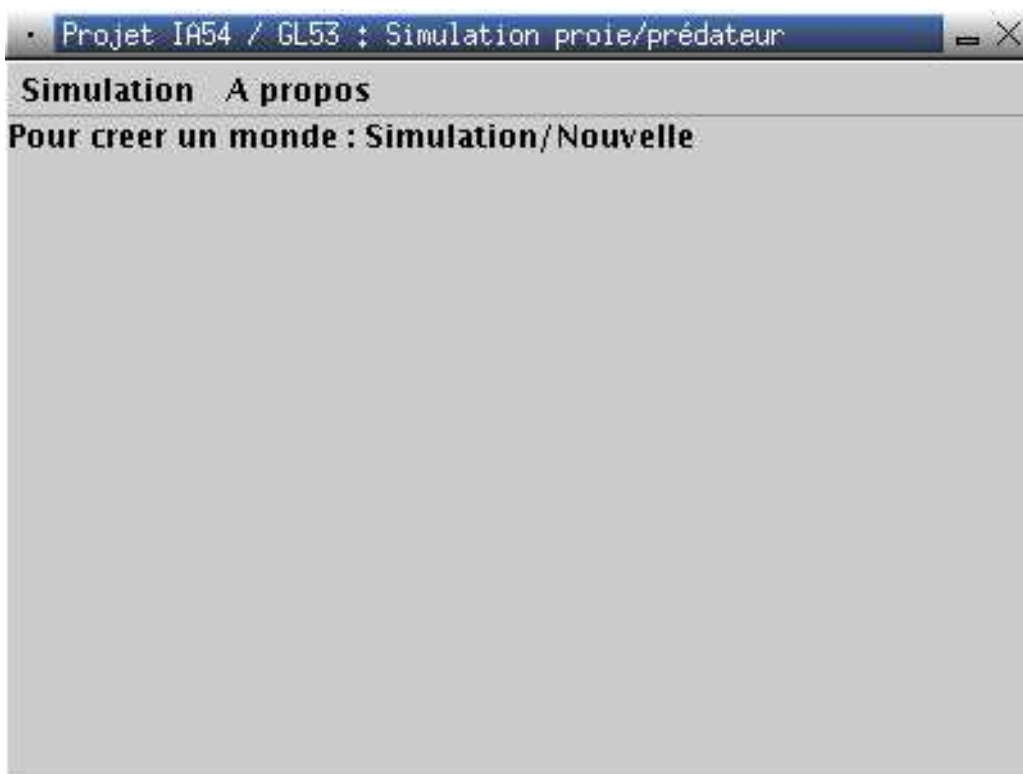 Projet IA54 / GL53 : Simulation proie/prédateur
Simulation A propos
Pour creer un monde : Simulation/Nouvelle